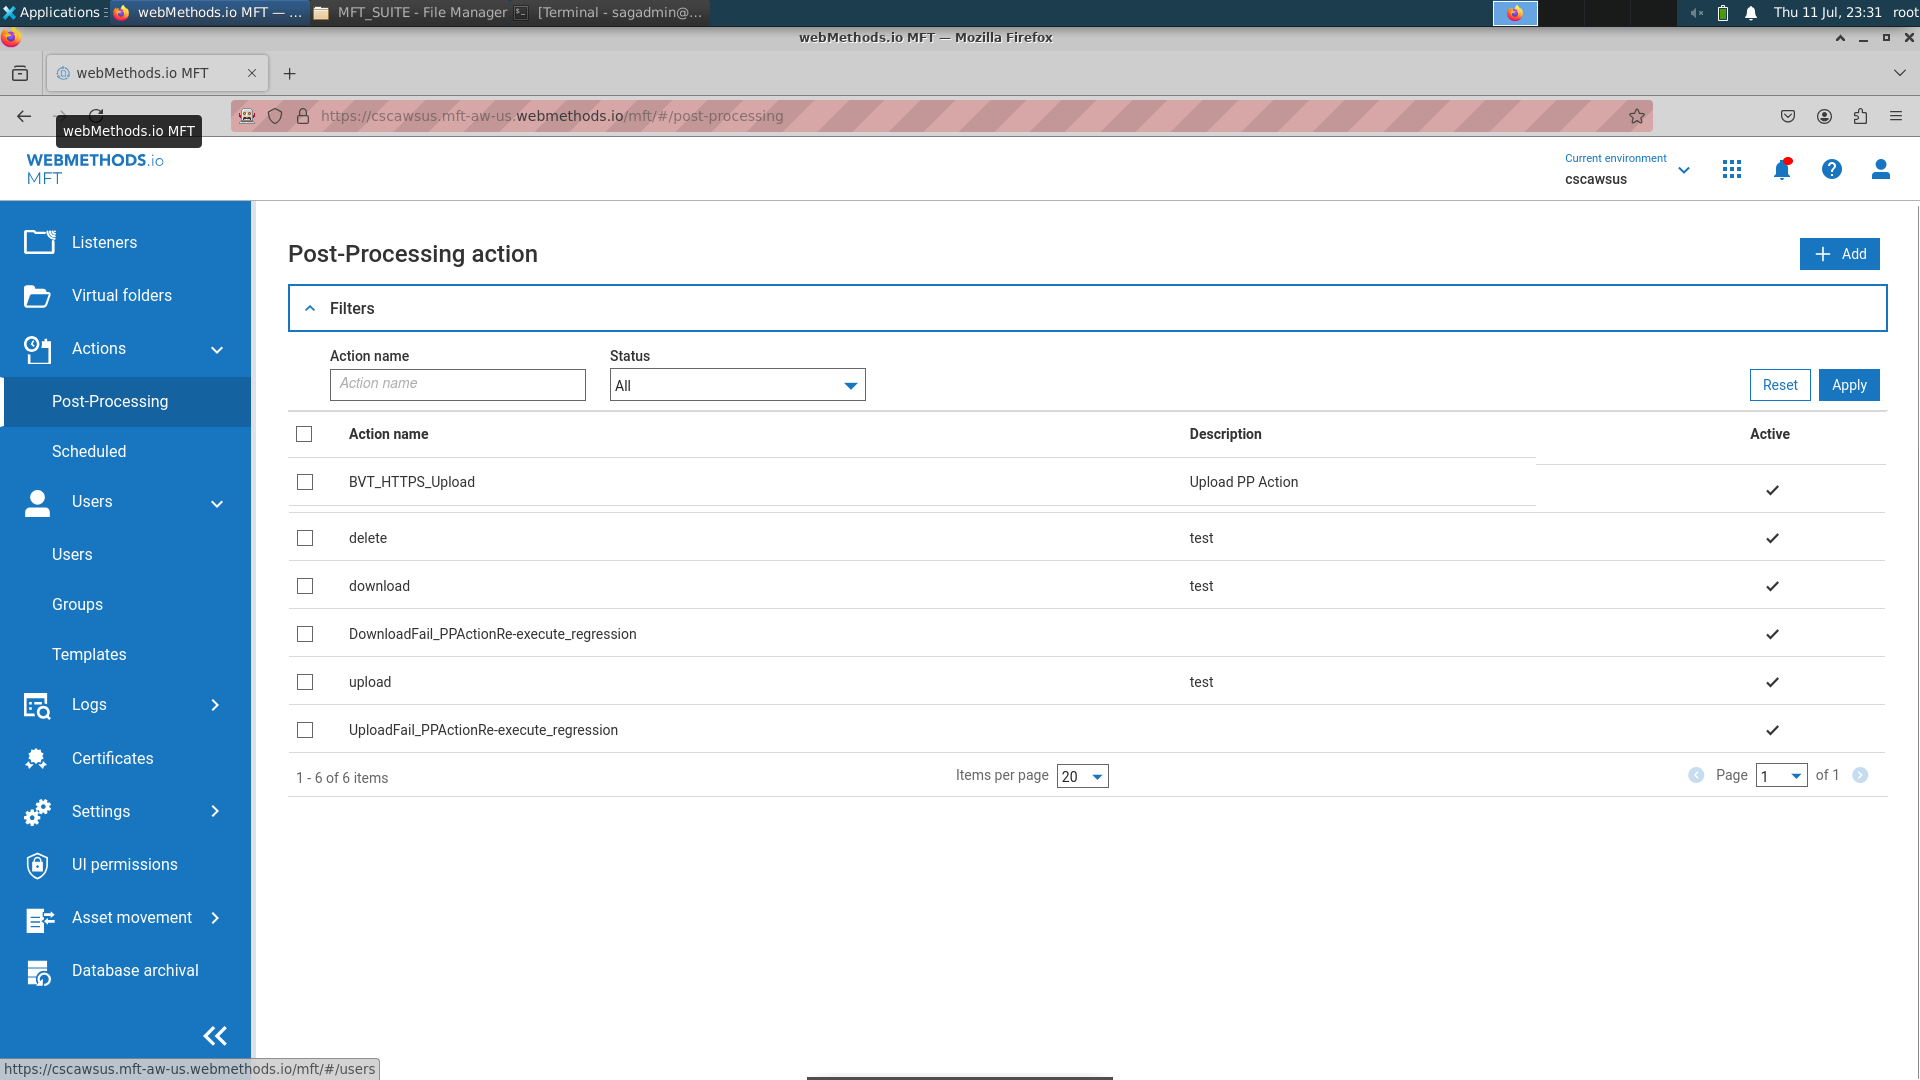 Applications
webMethods.io MFT — ...
MFT_SUITE - File Manager
[Terminal - sagadmin@...
Thu 11 Jul, 23:31
root
webMethods.io MFT — Mozilla Firefox
webMethods.io MFT
https://cscawsus.mft-aw-us.webmethods.io/mft/#/post-processing
webMethods.io MFT
WEBMETHODS.io
MFT
Current environment
cscawsus
Listeners
Virtual folders
Actions
Post-Processing
Scheduled
Users
Users
Groups
Templates
Logs
Certificates
Settings
UI permissions
Asset movement
Database archival
Post-Processing action
Add
Filters
Action name
Status
Action name
All
Reset
Apply
Action name Description Active
BVT_HTTPS_Upload Upload PP Action
delete test
download test
DownloadFail_PPActionRe-execute_regression
upload test
UploadFail_PPActionRe-execute_regression
1 - 6 of 6 items
Items per page 20
Page 1 of 1
https://cscawsus.mft-aw-us.webmethods.io/mft/#/users